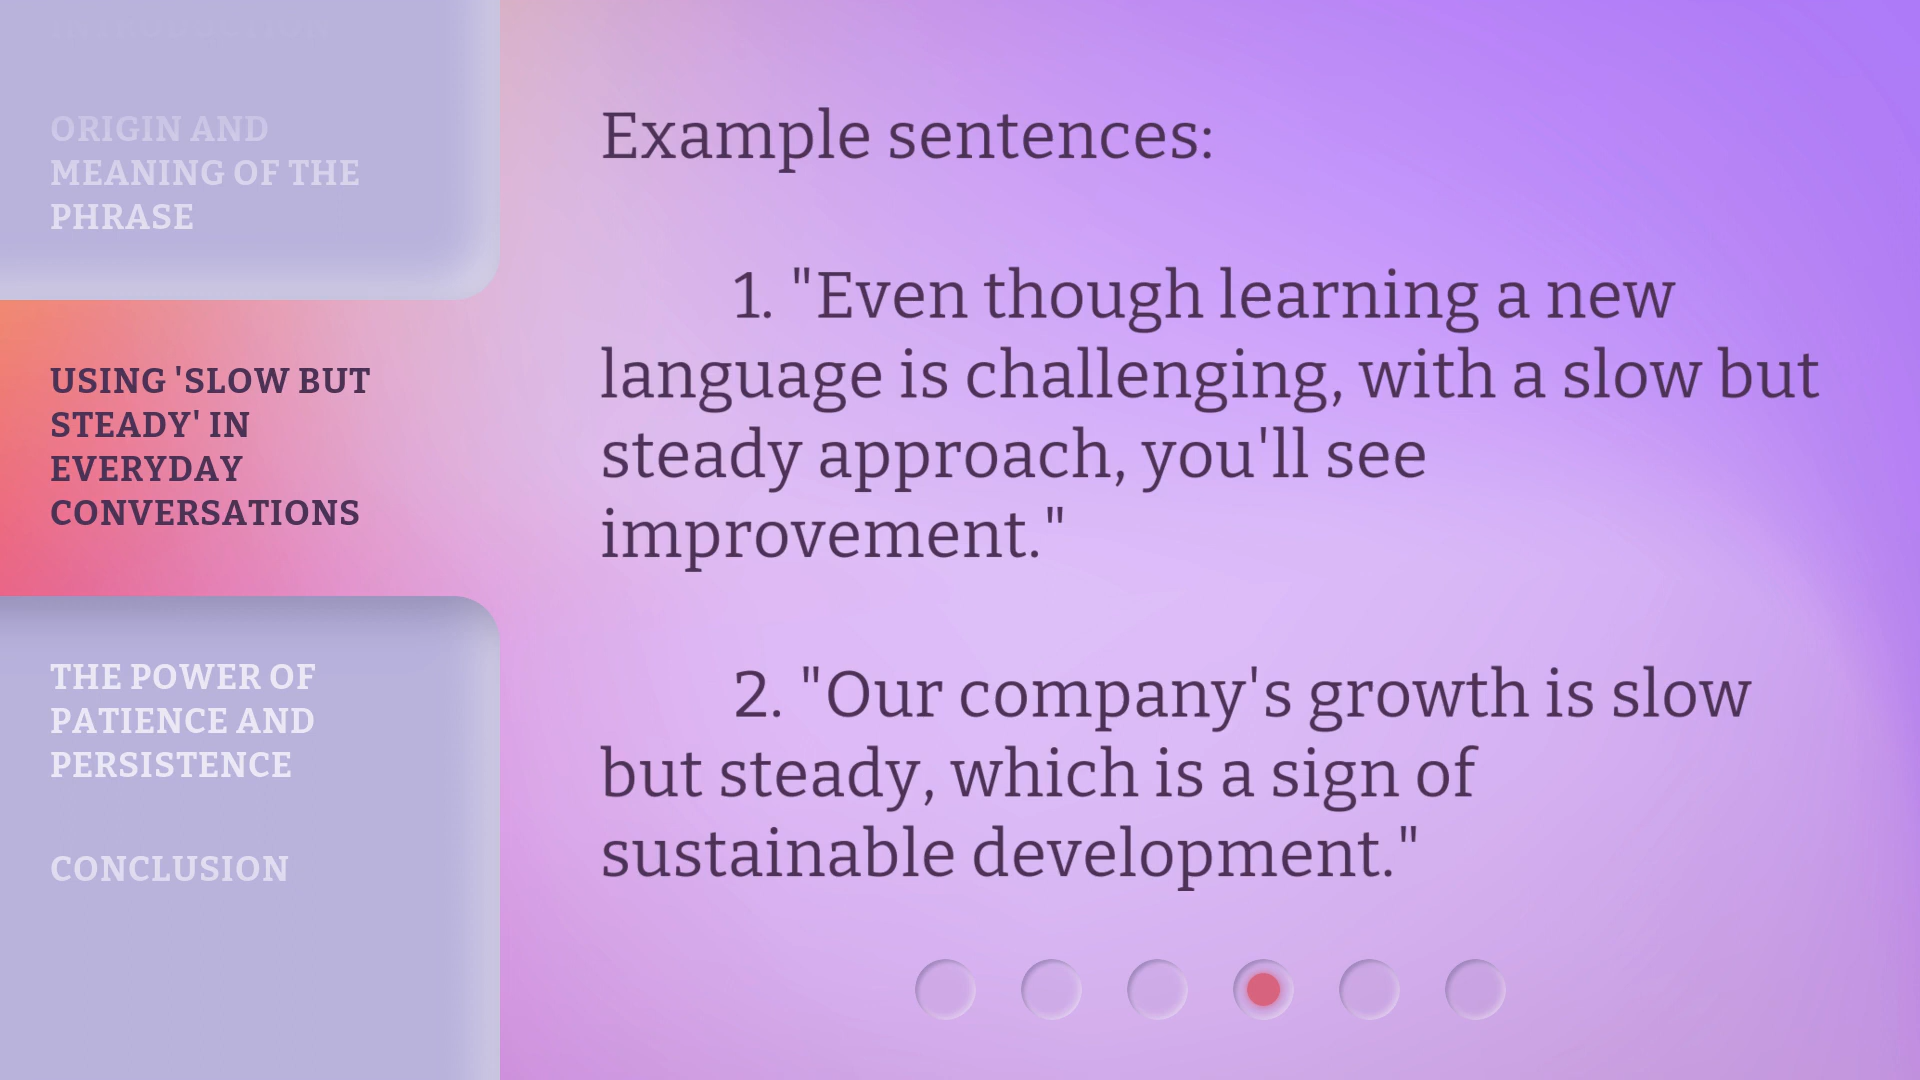 ORIGIN AND
MEANING OF THE
PHRASE
USING 'SLOW BUT
STEADY' IN
EVERYDAY
CONVERSATIONS
THE POWER OF
PATIENCE AND
PERSISTENCE
CONCLUSION
Example sentences:
1. "Even though learning a new
language is challenging, with a slow but
steady approach, you'll see
improvement."
2. "Our company's growth is slow
but steady, which is a sign of
sustainable development."